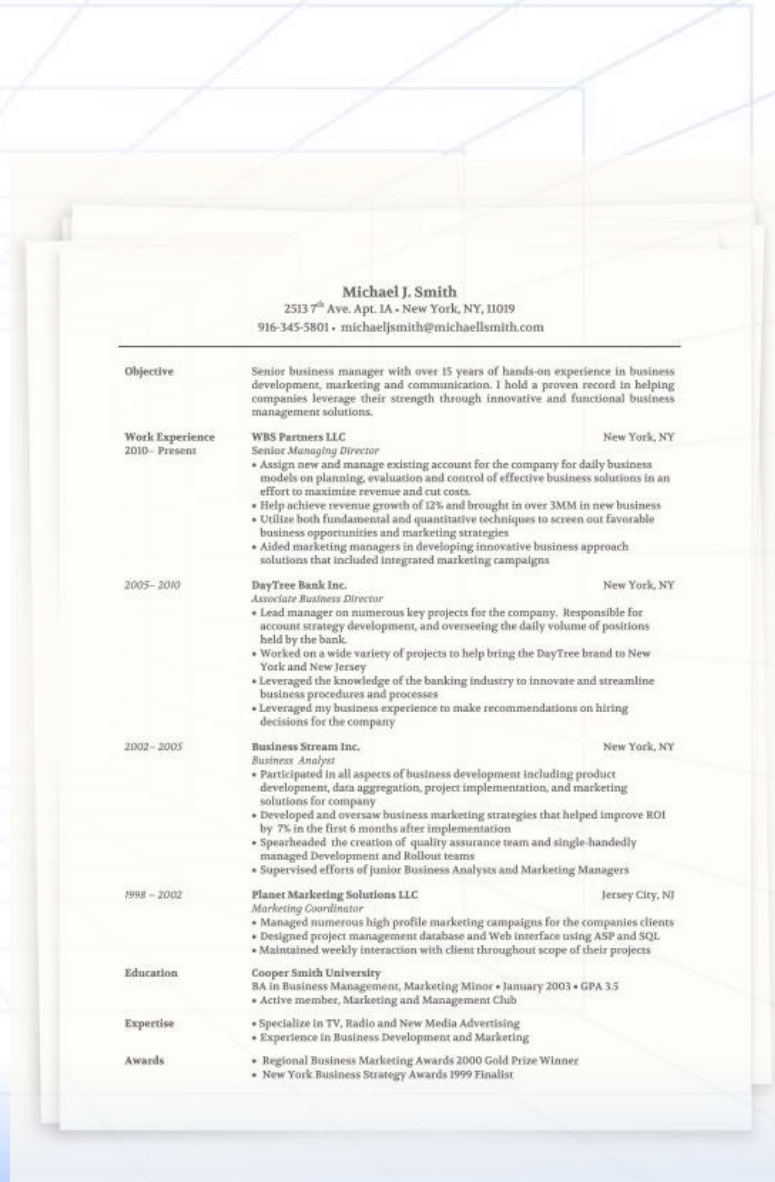 Michael J. Smith
2513 7th Ave. Apt. 1A • New York, NY, 11019
916-345-5801 • michaeljsmith@michaellsmith.com
Objective Senior business manager with over 15 years of hands-on experience in business
development, marketing and communication. I hold a proven record in helping
companies leverage their strength through innovative and functional business
management solutions.
Work Experience WBS Partners LLC New York, NY
2010– Present Senior Managing Director
• Assign new and manage existing account for the company for daily business
models on planning, evaluation and control of effective business solutions in an
effort to maximize revenue and cut costs.
• Help achieve revenue growth of 12% and brought in over 3MM in new business
• Utilize both fundamental and quantitative techniques to screen out favorable
business opportunities and marketing strategies
• Aided marketing managers in developing innovative business approach
solutions that included integrated marketing campaigns
2005– 2010 DayTree Bank Inc. New York, NY
Associate Business Director
• Lead manager on numerous key projects for the company. Responsible for
account strategy development, and overseeing the daily volume of positions
held by the bank.
• Worked on a wide variety of projects to help bring the DayTree brand to New
York and New Jersey
• Leveraged the knowledge of the banking industry to innovate and streamline
business procedures and processes
• Leveraged my business experience to make recommendations on hiring
decisions for the company
2002– 2005 Business Stream Inc. New York, NY
Business Analyst
• Participated in all aspects of business development including product
development, data aggregation, project implementation, and marketing
solutions for company
• Developed and oversaw business marketing strategies that helped improve ROI
by 7% in the first 6 months after implementation
• Spearheaded the creation of quality assurance team and single-handedly
managed Development and Rollout teams
• Supervised efforts of junior Business Analysts and Marketing Managers
1998 – 2002 Planet Marketing Solutions LLC Jersey City, NJ
Marketing Coordinator
• Managed numerous high profile marketing campaigns for the companies clients
• Designed project management database and Web interface using ASP and SQL
• Maintained weekly interaction with client throughout scope of their projects
Education Cooper Smith University
BA in Business Management, Marketing Minor • January 2003 • GPA 3.5
• Active member, Marketing and Management Club
Expertise • Specialize in TV, Radio and New Media Advertising
• Experience in Business Development and Marketing
Awards • Regional Business Marketing Awards 2000 Gold Prize Winner
• New York Business Strategy Awards 1999 Finalist